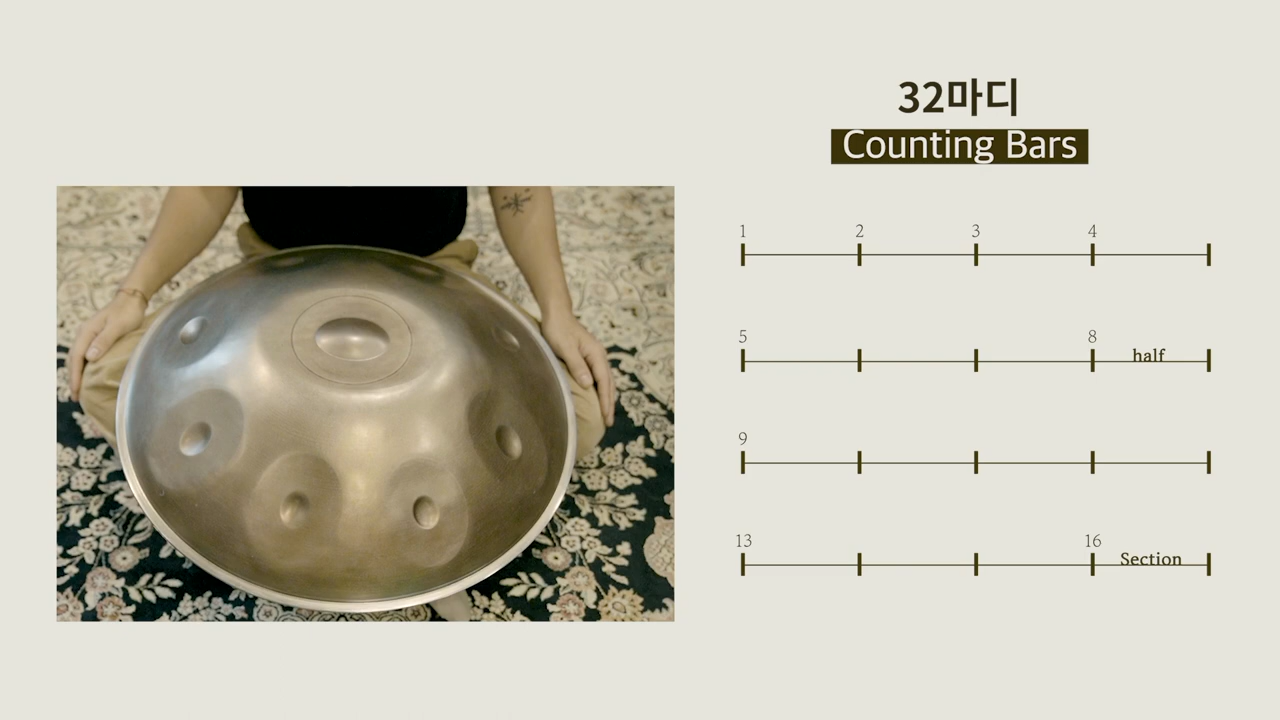 32마디
Counting Bars
1 2 3 4
5 8 half
9
13 16 Section